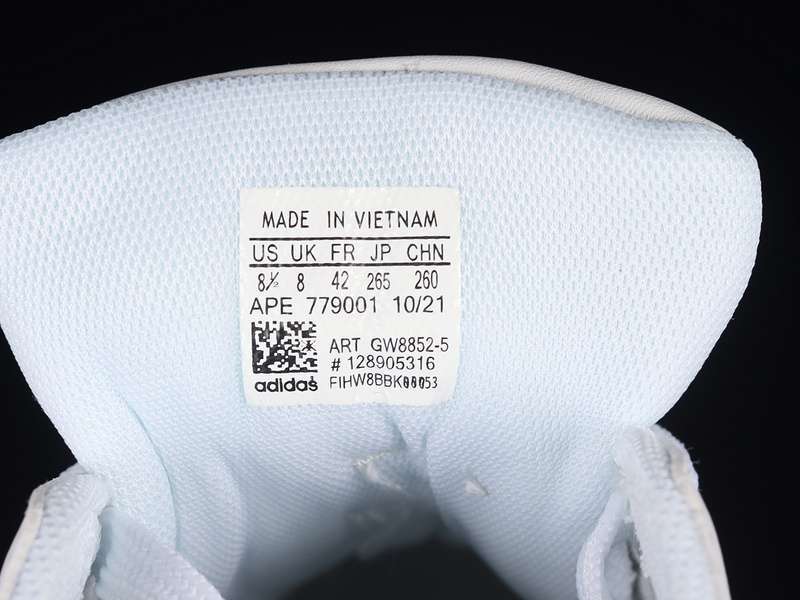 MADE IN VIETNAM
US UK FR JP CHN
8½ 8 42 265 260
APE 779001 10/21
ART GW8852-5
# 128905316
adidas